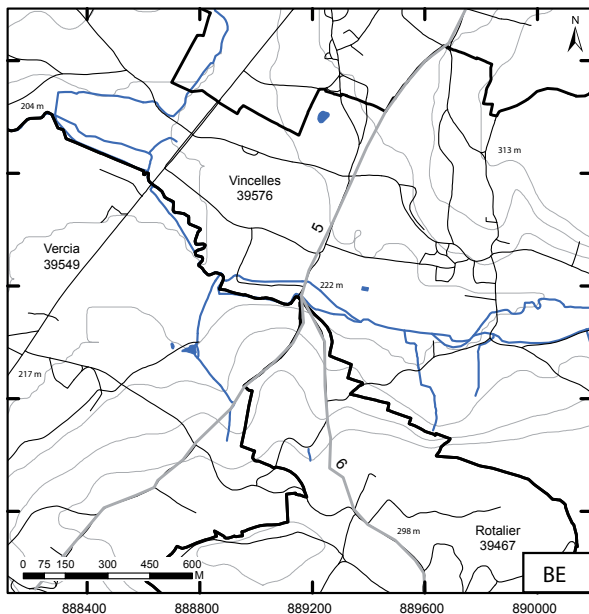 N
204 m
313 m
Vincelles
39576
5
Vercia
39549
222 m
217 m
6
298 m
Rotalier
39467
0 75 150 300 450 600
M
BE
888400 888800 889200 889600 890000